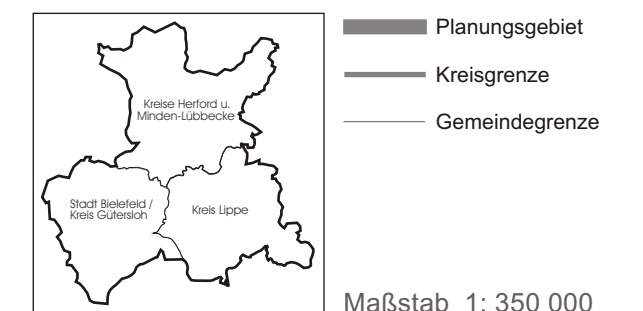 Kreise Herford u.
Minden-Lübbecke
Stadt Bielefeld /
Kreis Gütersloh
Kreis Lippe
Planungsgebiet
Kreisgrenze
Gemeindegrenze
Maßstab 1: 350 000